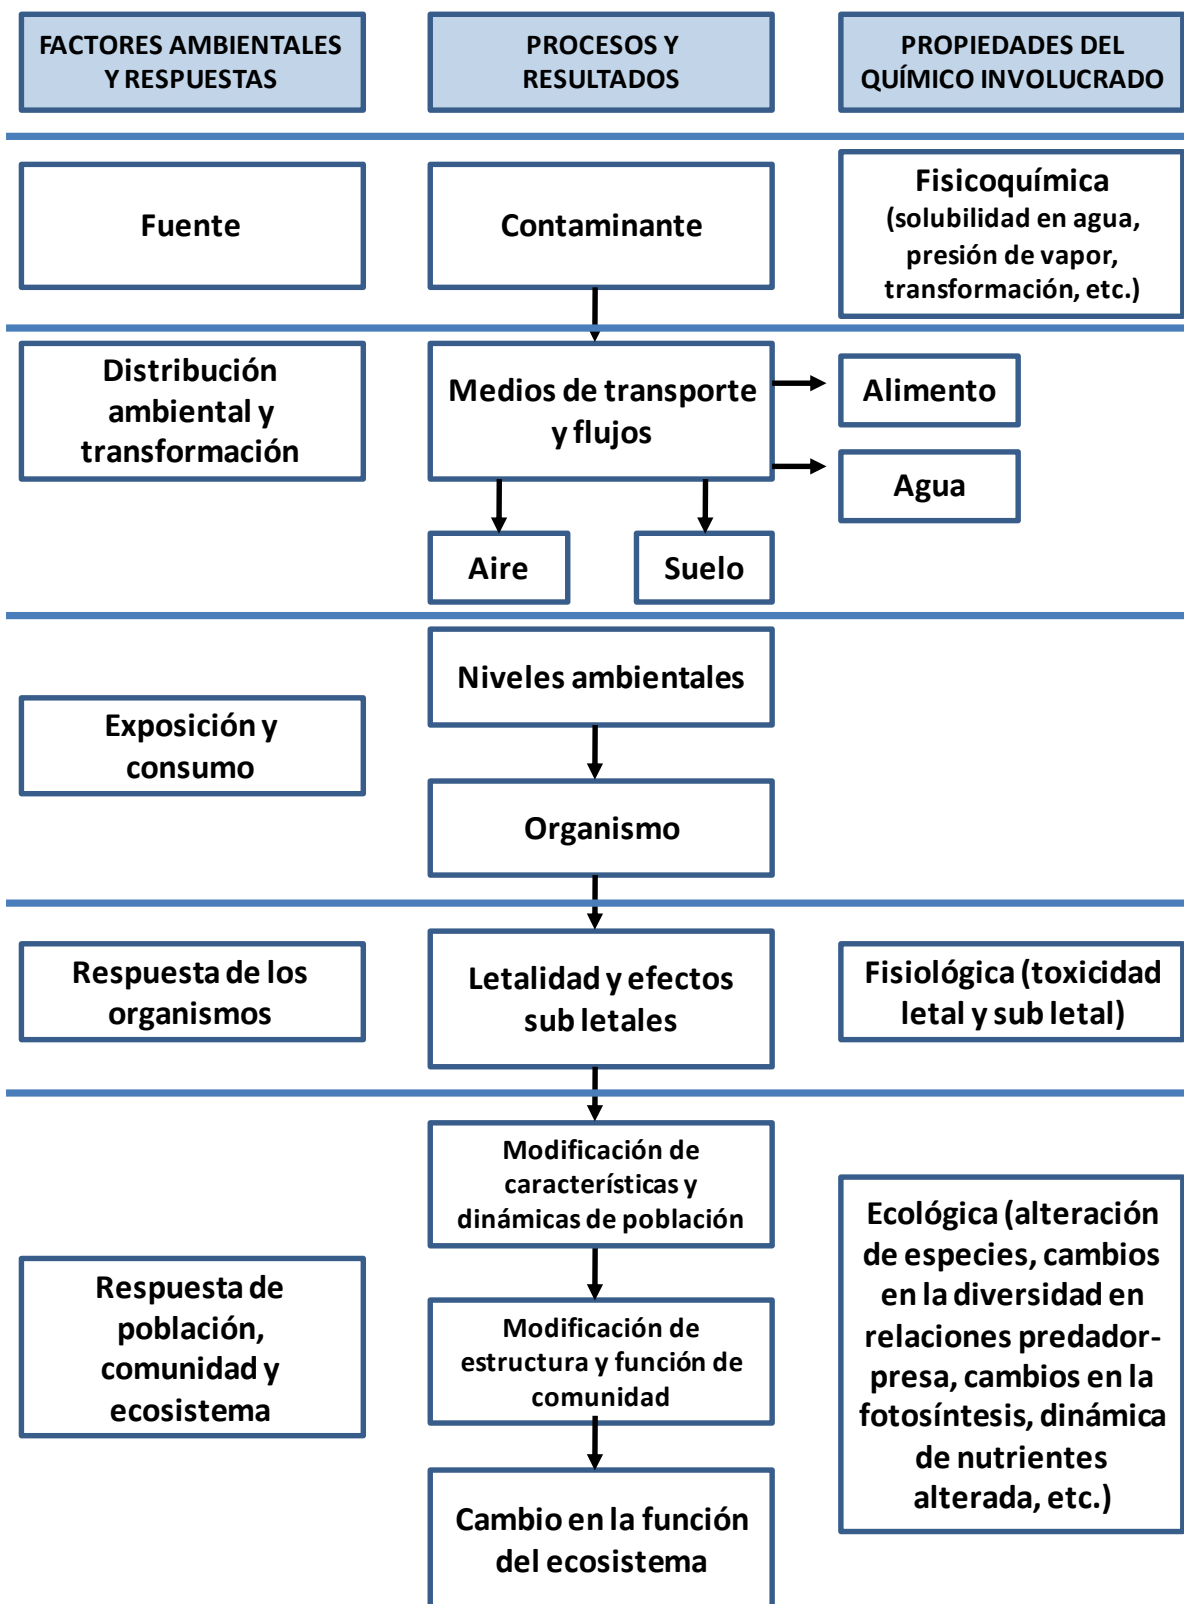 FACTORES AMBIENTALES
Y RESPUESTAS
PROCESOS Y
RESULTADOS
PROPIEDADES DEL
QUÍMICO INVOLUCRADO
Fuente
Contaminante
Fisicoquímica
(solubilidad en agua,
presión de vapor,
transformación, etc.)
Distribución
ambiental y
transformación
Medios de transporte
y flujos
Alimento
Agua
Aire
Suelo
Exposición y
consumo
Niveles ambientales
Organismo
Respuesta de los
organismos
Letalidad y efectos
sub letales
Fisiológica (toxicidad
letal y sub letal)
Respuesta de
población,
comunidad y
ecosistema
Modificación de
características y
dinámicas de población
Modificación de
estructura y función de
comunidad
Cambio en la función
del ecosistema
Ecológica (alteración
de especies, cambios
en la diversidad en
relaciones predador-
presa, cambios en la
fotosíntesis, dinámica
de nutrientes
alterada, etc.)